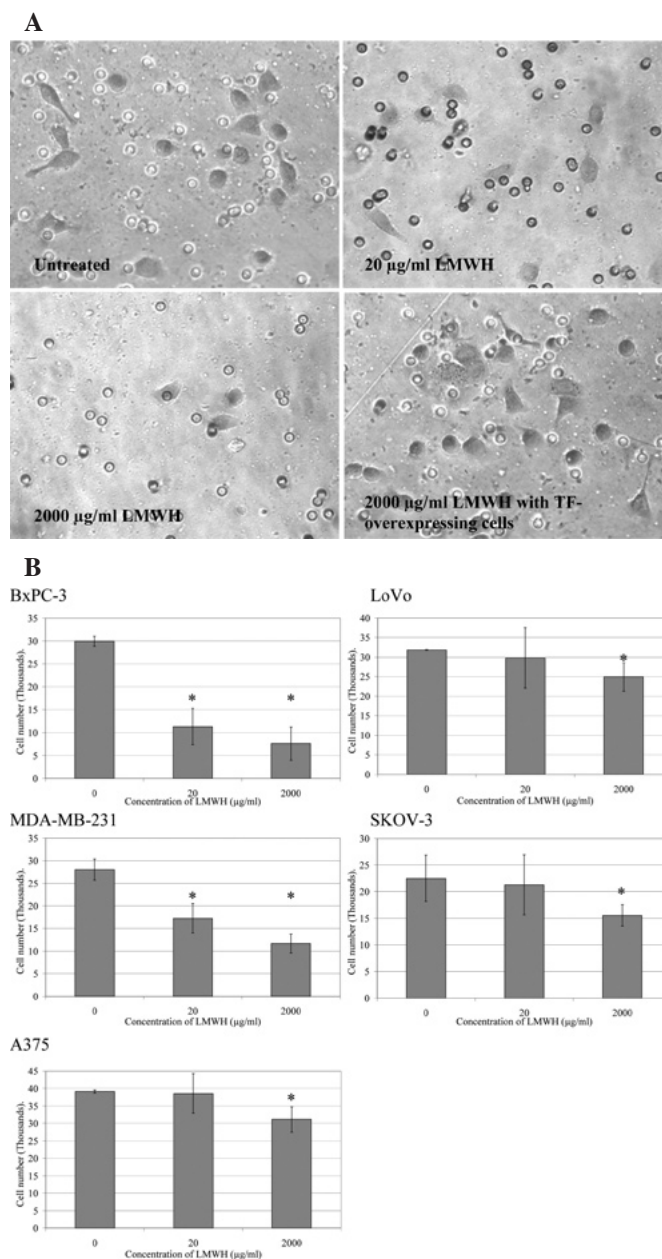 A
Untreated
20 µg/ml LMWH
2000 µg/ml LMWH
2000 µg/ml LMWH with TF-
overexpressing cells
B
BxPC-3
Cell number (Thousands).
35
30
25
20
15
10
5
0
*
*
0
20
2000
Concentration of LMWH (µg/ml)
LoVo
Cell number (Thousands).
40
35
30
25
20
15
10
5
0
*
0
20
2000
Concentration of LMWH (µg/ml)
MDA-MB-231
Cell number (Thousands).
35
30
25
20
15
10
5
0
*
*
0
20
2000
Concentration of LMWH (µg/ml)
SKOV-3
Cell number (Thousands).
30
25
20
15
10
5
0
*
0
20
2000
Concentration of LMWH (µg/ml)
A375
Cell number (Thousands).
45
40
35
30
25
20
15
10
5
0
*
0
20
2000
Concentration of LMWH (µg/ml)